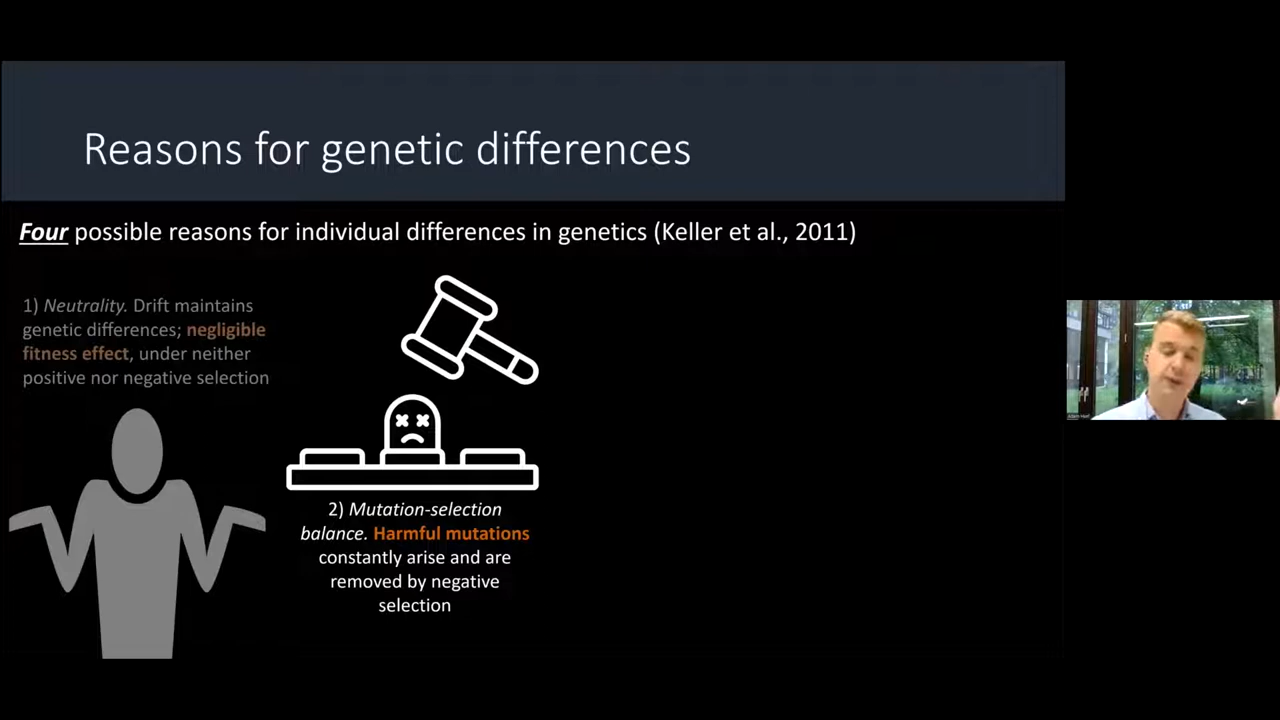 Reasons for genetic differences
Four possible reasons for individual differences in genetics (Keller et al., 2011)
1) Neutrality. Drift maintains
genetic differences; negligible
fitness effect, under neither
positive nor negative selection
2) Mutation-selection
balance. Harmful mutations
constantly arise and are
removed by negative
selection